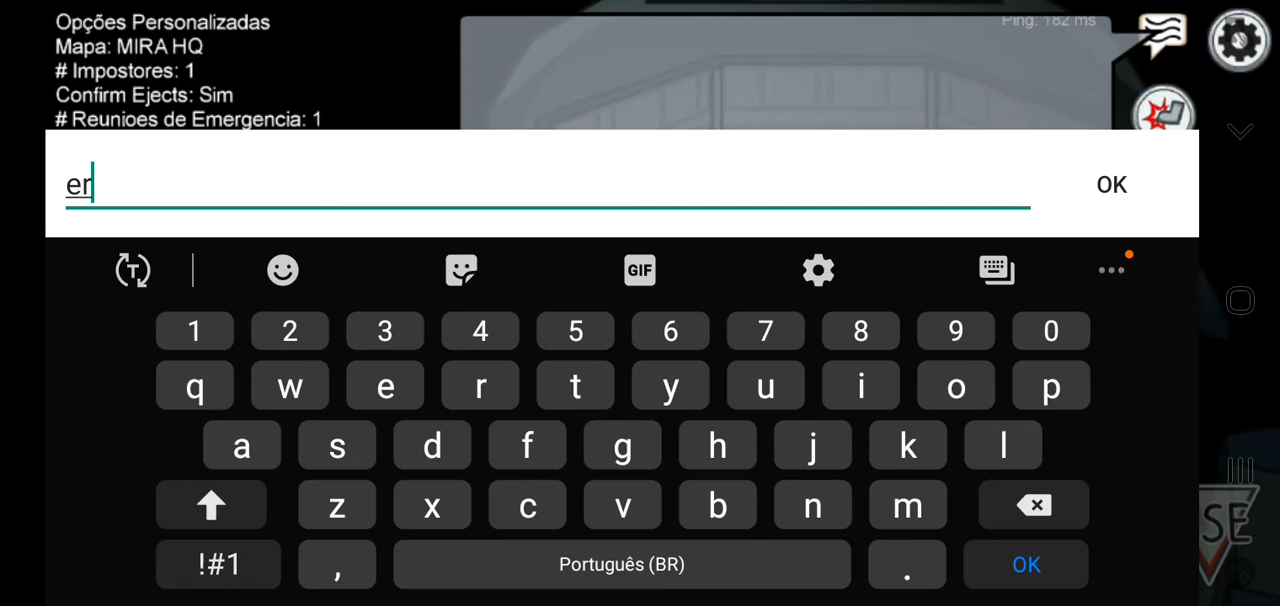 Opções Personalizadas
Ping: 182 ms
Mapa: MIRA HQ
# Impostores: 1
Confirm Ejects: Sim
# Reunioes de Emergencia: 1
er
OK
GIF
1 2 3 4 5 6 7 8 9 0
q w e r t y u i o p
a s d f g h j k l
z x c v b n m
SE
!#1 , Português (BR) . OK